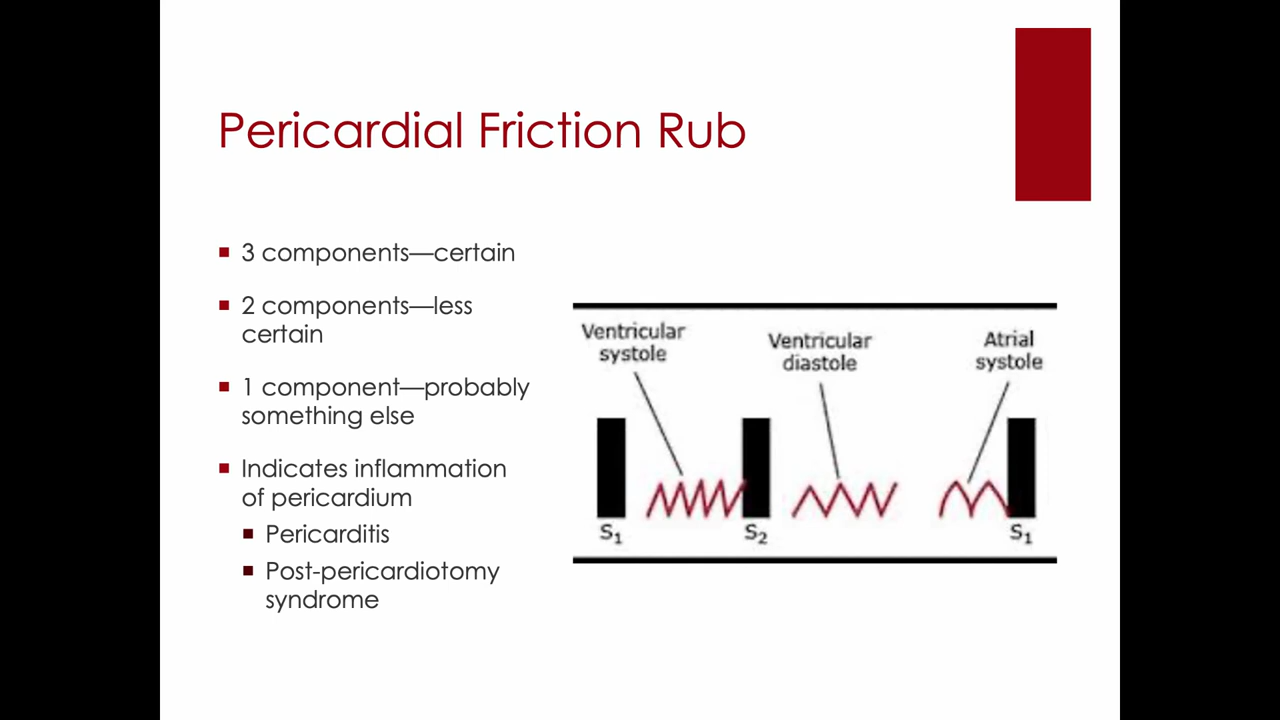 Pericardial Friction Rub
3 components—certain
2 components—less
certain
1 component—probably
something else
Indicates inflammation
of pericardium
Pericarditis
Post-pericardiotomy
syndrome
Ventricular
systole
Ventricular
diastole
Atrial
systole
S1
S2
S1